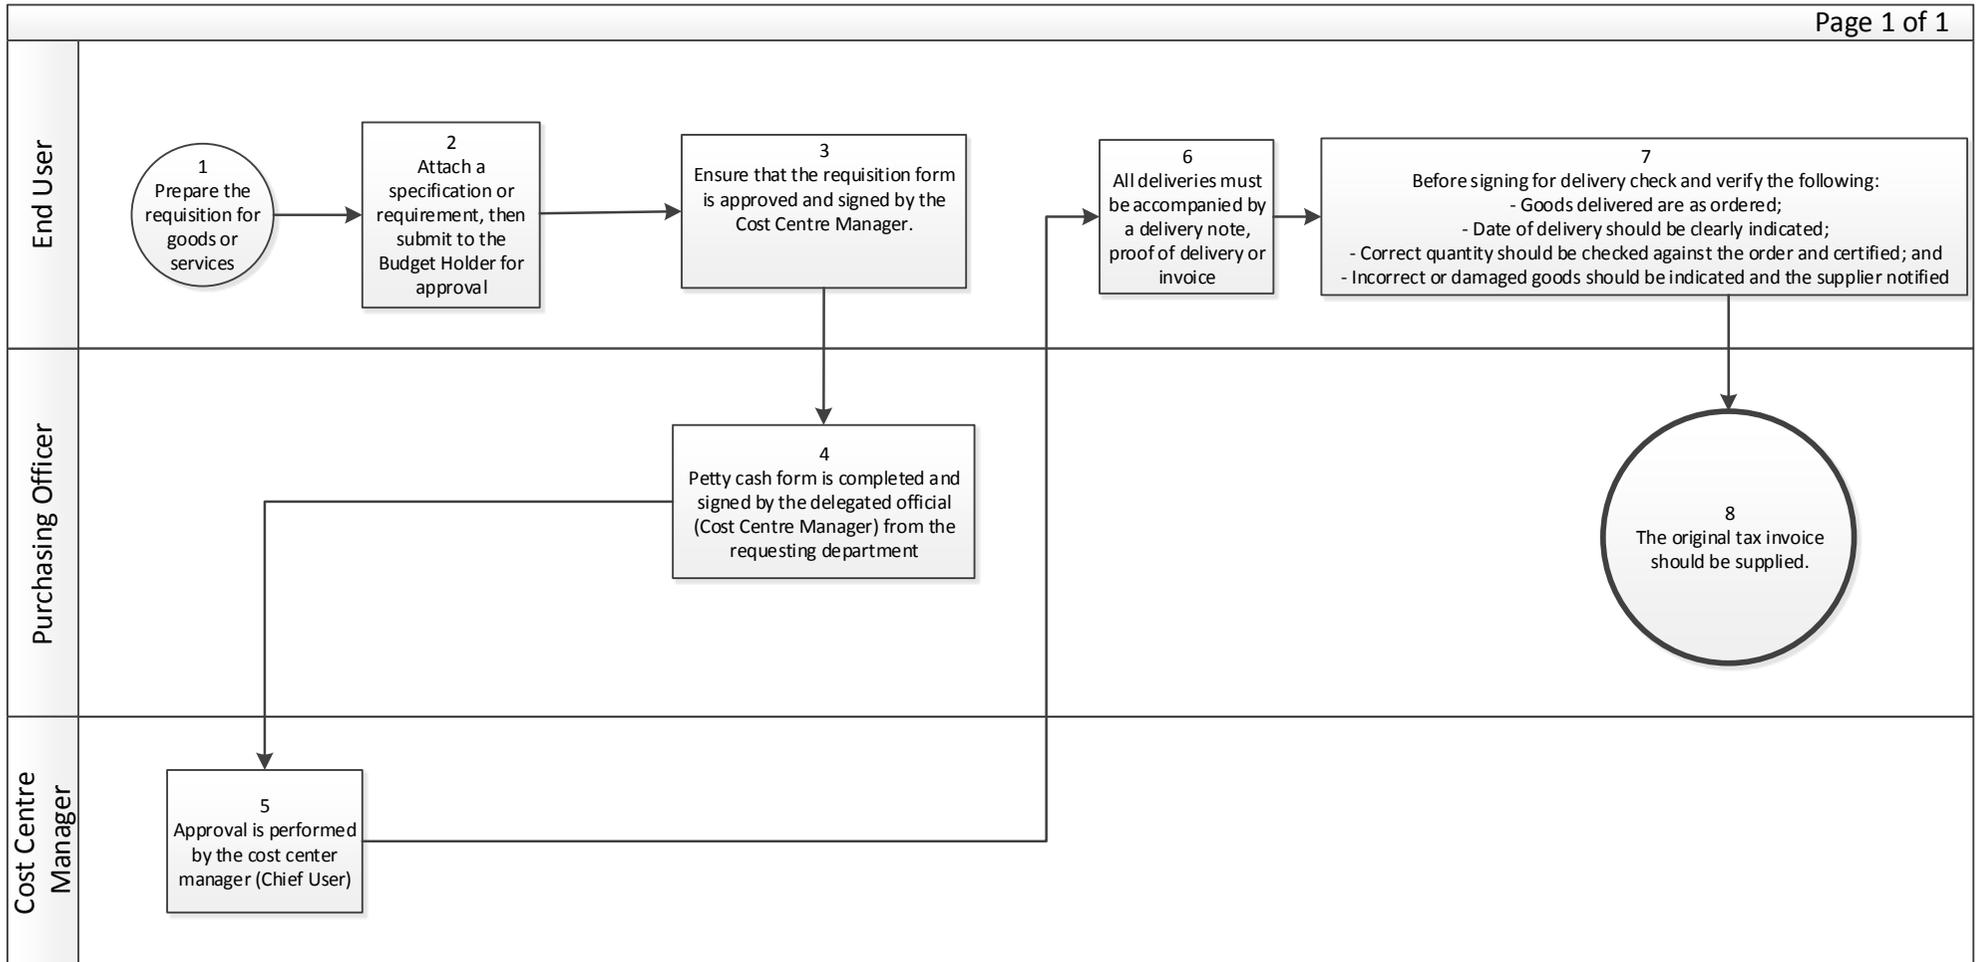 Page 1 of 1
End User
1
Prepare the
requisition for
goods or
services
2
Attach a
specification or
requirement, then
submit to the
Budget Holder for
approval
3
Ensure that the requisition form
is approved and signed by the
Cost Centre Manager.
6
All deliveries must
be accompanied by
a delivery note,
proof of delivery or
invoice
7
Before signing for delivery check and verify the following:
- Goods delivered are as ordered;
- Date of delivery should be clearly indicated;
- Correct quantity should be checked against the order and certified; and
- Incorrect or damaged goods should be indicated and the supplier notified
Purchasing Officer
4
Petty cash form is completed and
signed by the delegated official
(Cost Centre Manager) from the
requesting department
8
The original tax invoice
should be supplied.
Cost Centre
Manager
5
Approval is performed
by the cost center
manager (Chief User)